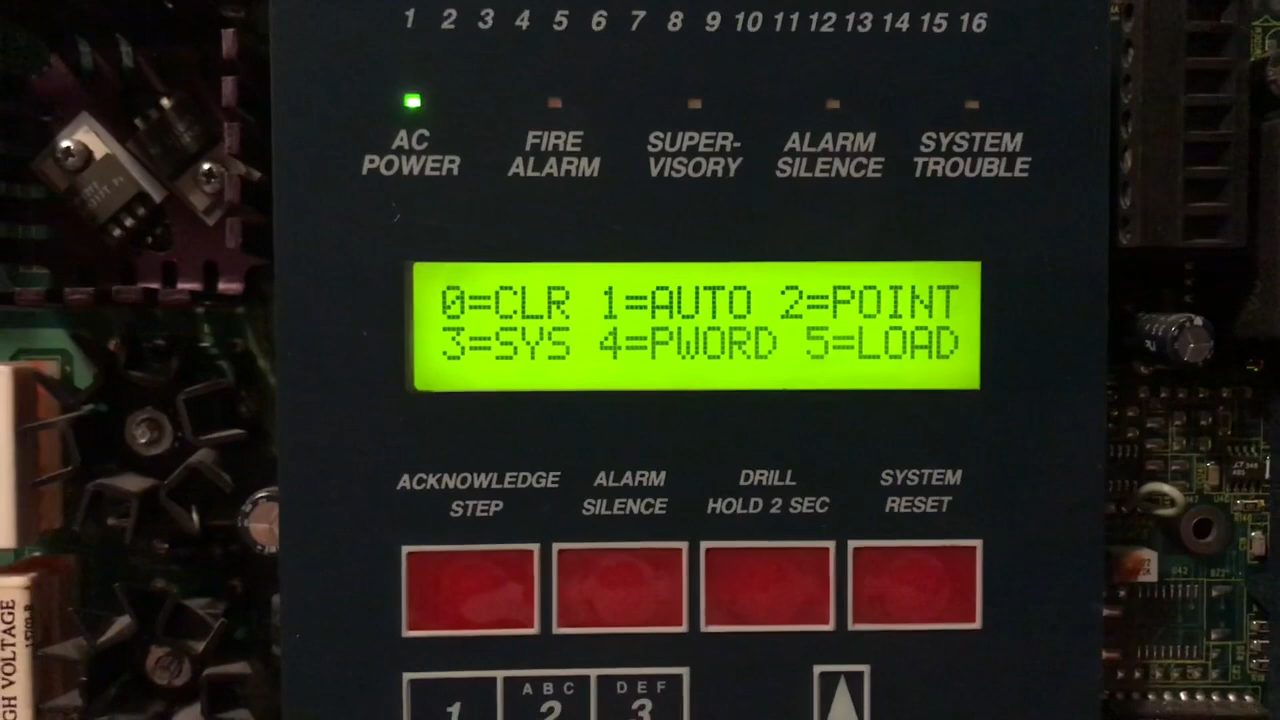 1 2 3 4 5 6 7 8 9 10 11 12 13 14 15 16
AC POWER
FIRE ALARM
SUPER-VISORY
ALARM SILENCE
SYSTEM TROUBLE
0=CLR 1=AUTO 2=POINT
3=SYS 4=PWORD 5=LOAD
ACKNOWLEDGE STEP
ALARM SILENCE
DRILL HOLD 2 SEC
SYSTEM RESET
1
ABC 2
DEF 3
GH VOLTAGE